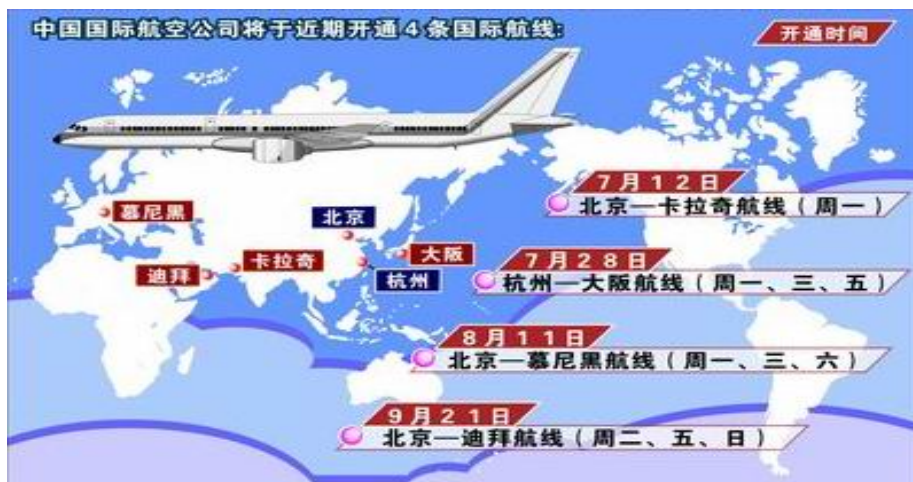 中国国际航空公司将于近期开通4条国际航线:
开通时间
慕尼黑
北京
大阪
迪拜
卡拉奇
杭州
7月12日
北京—卡拉奇航线(周一)
7月28日
杭州—大阪航线(周一、三、五)
8月11日
北京—慕尼黑航线(周一、三、六)
9月21日
北京—迪拜航线(周二、五、日)